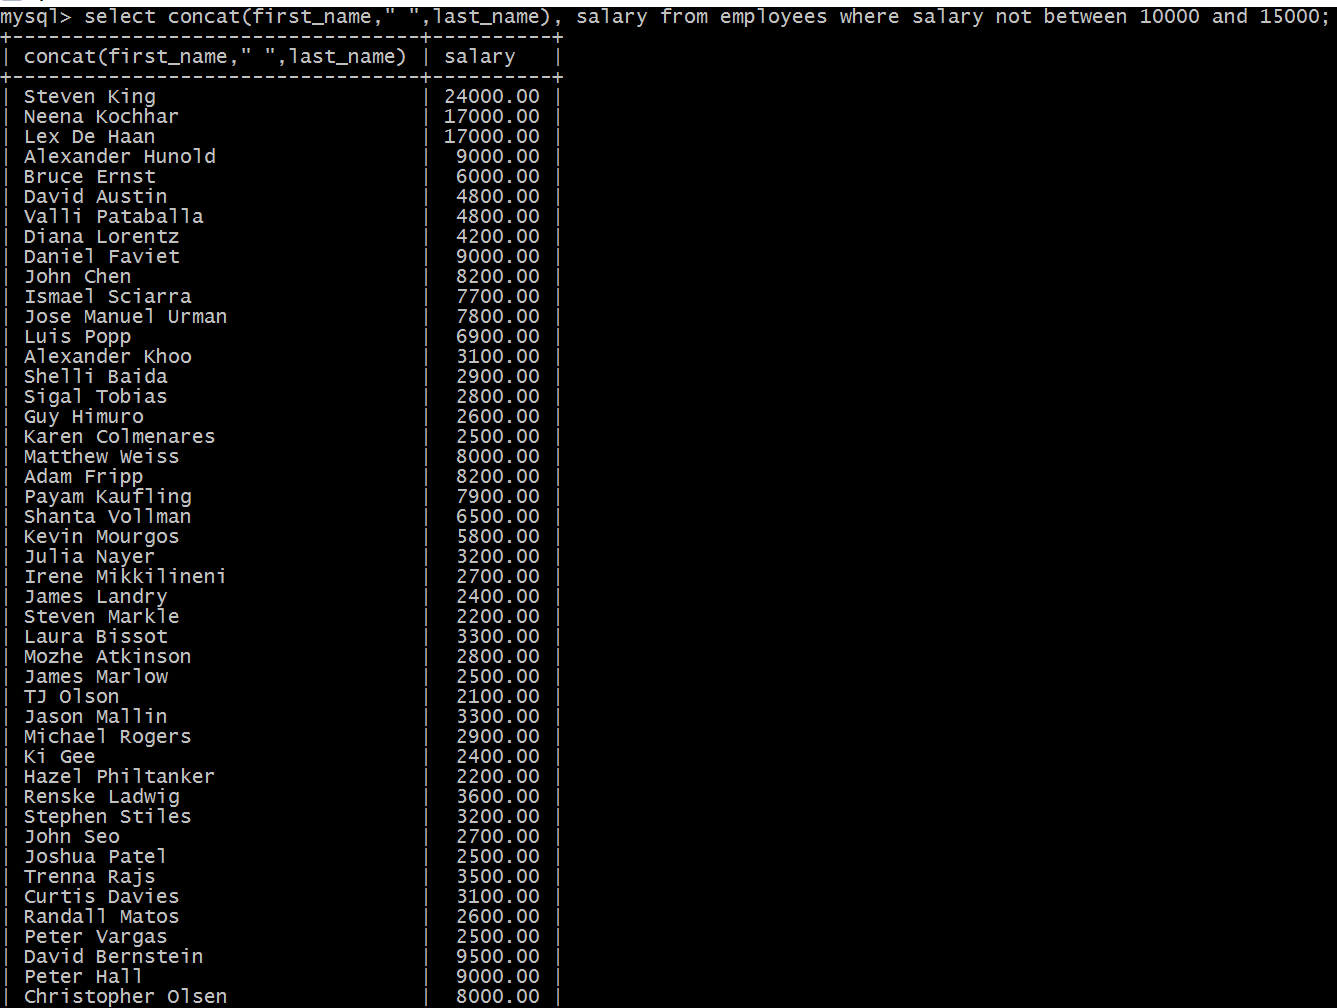 mysql> select concat(first_name," ",last_name), salary from employees where salary not between 10000 and 15000;
+----------------------------------+----------+
| concat(first_name," ",last_name) | salary   |
+----------------------------------+----------+
| Steven King                      | 24000.00 |
| Neena Kochhar                    | 17000.00 |
| Lex De Haan                      | 17000.00 |
| Alexander Hunold                 |  9000.00 |
| Bruce Ernst                      |  6000.00 |
| David Austin                     |  4800.00 |
| Valli Pataballa                  |  4800.00 |
| Diana Lorentz                    |  4200.00 |
| Daniel Faviet                    |  9000.00 |
| John Chen                        |  8200.00 |
| Ismael Sciarra                   |  7700.00 |
| Jose Manuel Urman                |  7800.00 |
| Luis Popp                        |  6900.00 |
| Alexander Khoo                   |  3100.00 |
| Shelli Baida                     |  2900.00 |
| Sigal Tobias                     |  2800.00 |
| Guy Himuro                       |  2600.00 |
| Karen Colmenares                 |  2500.00 |
| Matthew Weiss                    |  8000.00 |
| Adam Fripp                       |  8200.00 |
| Payam Kaufling                   |  7900.00 |
| Shanta Vollman                   |  6500.00 |
| Kevin Mourgos                    |  5800.00 |
| Julia Nayer                      |  3200.00 |
| Irene Mikkilineni                |  2700.00 |
| James Landry                     |  2400.00 |
| Steven Markle                    |  2200.00 |
| Laura Bissot                     |  3300.00 |
| Mozhe Atkinson                   |  2800.00 |
| James Marlow                     |  2500.00 |
| TJ Olson                         |  2100.00 |
| Jason Mallin                     |  3300.00 |
| Michael Rogers                   |  2900.00 |
| Ki Gee                           |  2400.00 |
| Hazel Philtanker                 |  2200.00 |
| Renske Ladwig                    |  3600.00 |
| Stephen Stiles                   |  3200.00 |
| John Seo                         |  2700.00 |
| Joshua Patel                     |  2500.00 |
| Trenna Rajs                      |  3500.00 |
| Curtis Davies                    |  3100.00 |
| Randall Matos                    |  2600.00 |
| Peter Vargas                     |  2500.00 |
| David Bernstein                  |  9500.00 |
| Peter Hall                       |  9000.00 |
| Christopher Olsen                |  8000.00 |